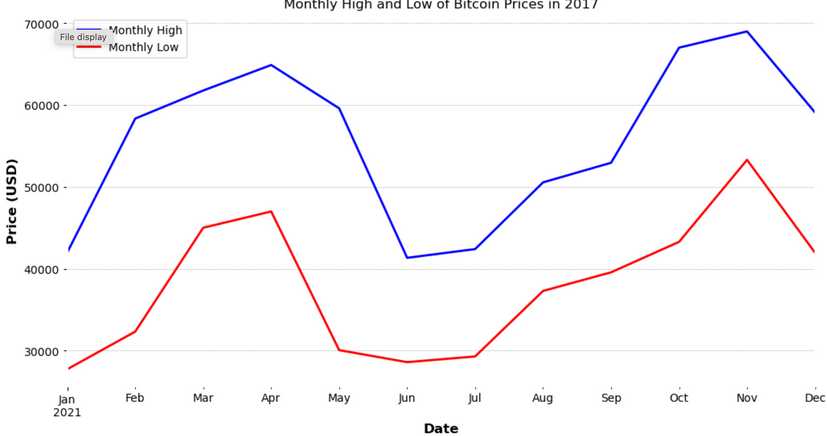 Monthly High and Low of Bitcoin Prices in 2017
70000
Monthly High
File display
Monthly Low
60000
50000
40000
30000
Price (USD)
Jan Feb Mar Apr May Jun Jul Aug Sep Oct Nov Dec
2021
Date